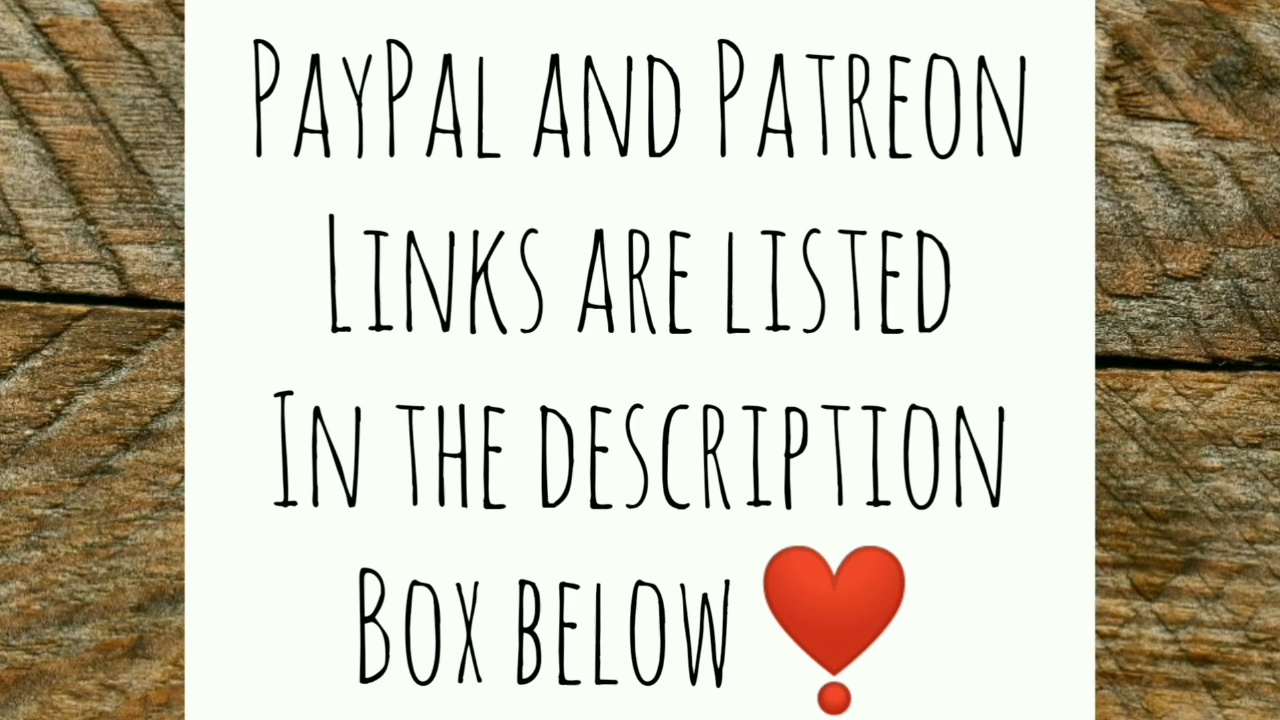 PayPal and Patreon
Links are listed
In the description
Box below ❣